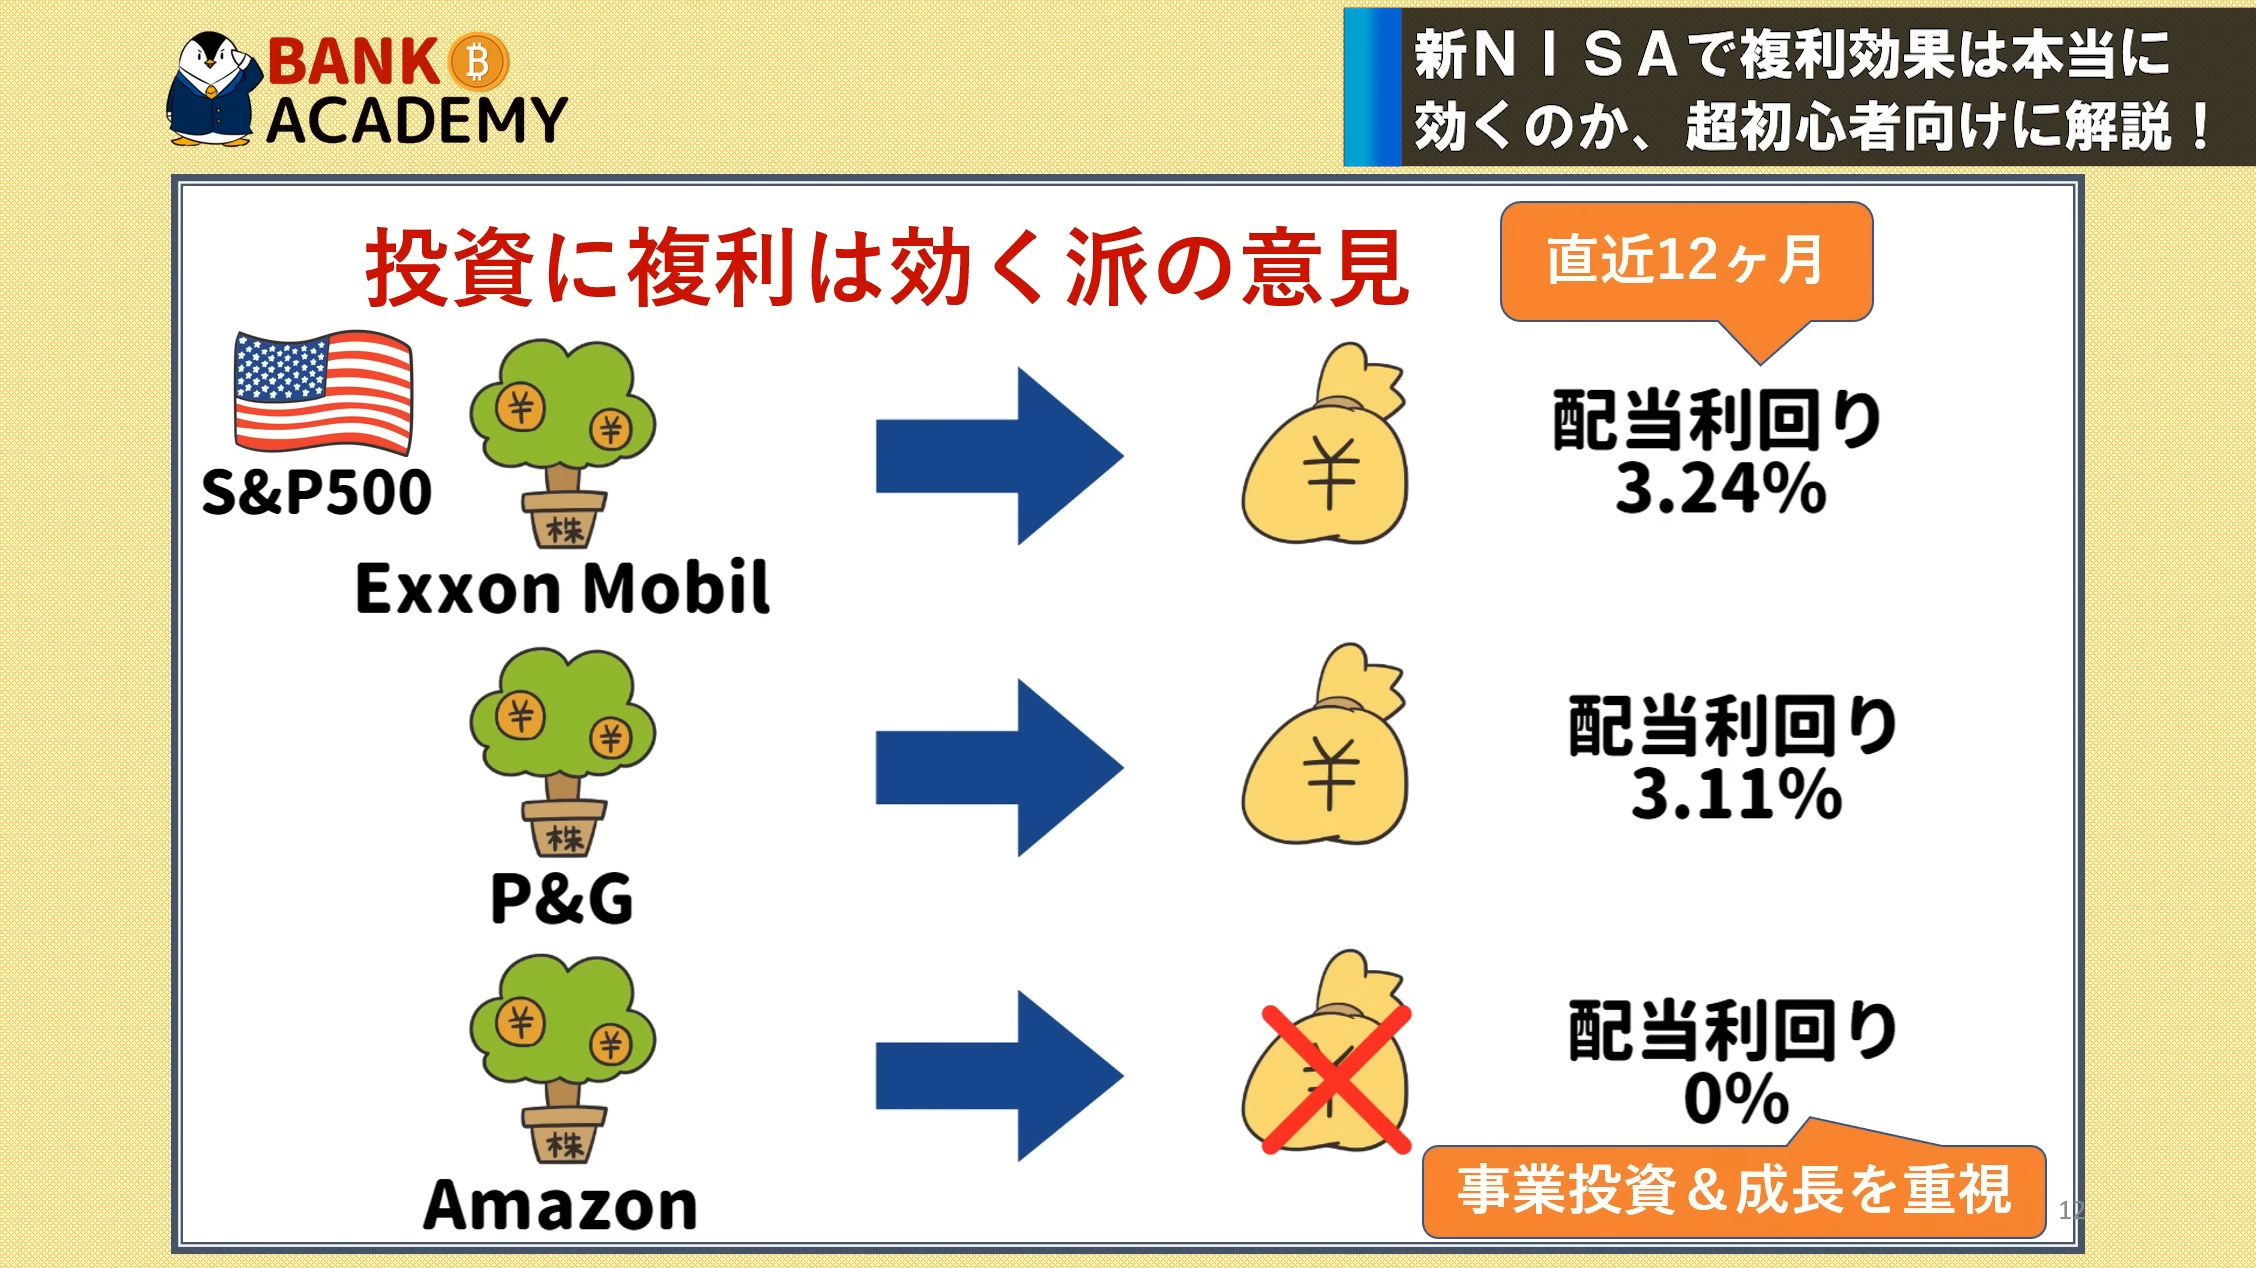 BANK ₿
ACADEMY
新ＮＩＳＡで複利効果は本当に
効くのか、超初心者向けに解説！
投資に複利は効く派の意見
直近12ヶ月
S&P500
¥
¥
株
Exxon Mobil
¥
配当利回り
3.24%
¥
¥
株
P&G
¥
配当利回り
3.11%
¥
¥
株
Amazon
¥
配当利回り
0%
事業投資＆成長を重視
12